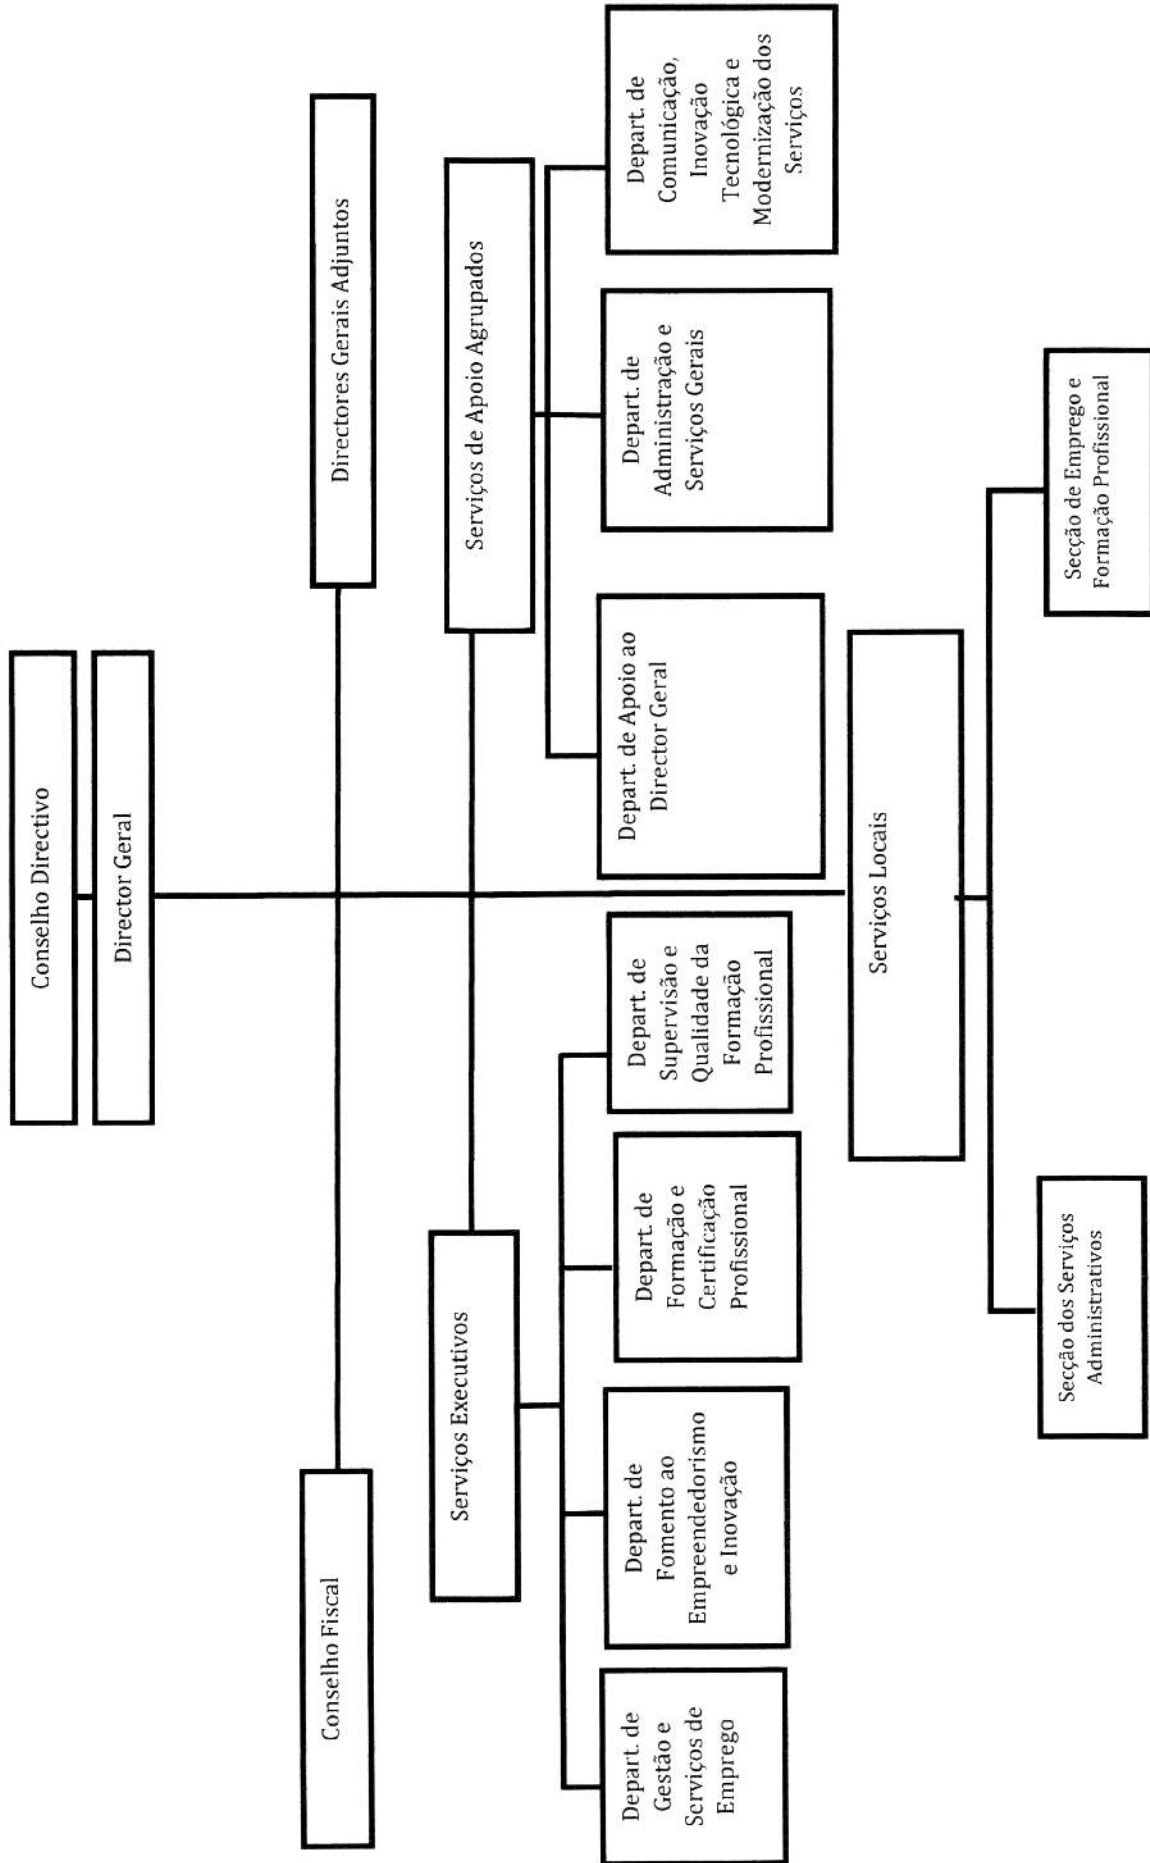 Conselho Directivo
Director Geral
Conselho Fiscal
Directores Gerais Adjuntos
Serviços Executivos
Serviços de Apoio Agrupados
Depart. de
Gestão e
Serviços de
Emprego
Depart. de
Fomento ao
Empreendedorismo
e Inovação
Depart. de
Formação e
Certificação
Profissional
Depart. de
Supervisão e
Qualidade da
Formação
Profissional
Depart. de Apoio ao
Director Geral
Depart. de
Administração e
Serviços Gerais
Depart. de
Comunicação,
Inovação
Tecnológica e
Modernização dos
Serviços
Serviços Locais
Secção dos Serviços
Administrativos
Secção de Emprego e
Formação Profissional